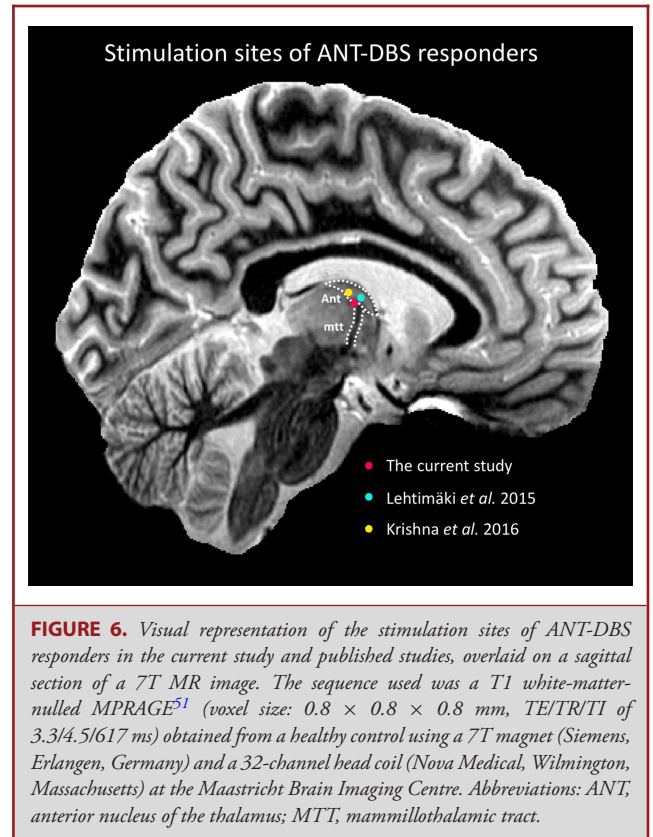 Stimulation sites of ANT-DBS responders
Ant
mtt
The current study
Lehtimäki et al. 2015
Krishna et al. 2016
FIGURE 6. Visual representation of the stimulation sites of ANT-DBS
responders in the current study and published studies, overlaid on a sagittal
section of a 7T MR image. The sequence used was a T1 white-matter-
nulled MPRAGE51 (voxel size: 0.8 × 0.8 × 0.8 mm, TE/TR/TI of
3.3/4.5/617 ms) obtained from a healthy control using a 7T magnet (Siemens,
Erlangen, Germany) and a 32-channel head coil (Nova Medical, Wilmington,
Massachusetts) at the Maastricht Brain Imaging Centre. Abbreviations: ANT,
anterior nucleus of the thalamus; MTT, mammillothalamic tract.